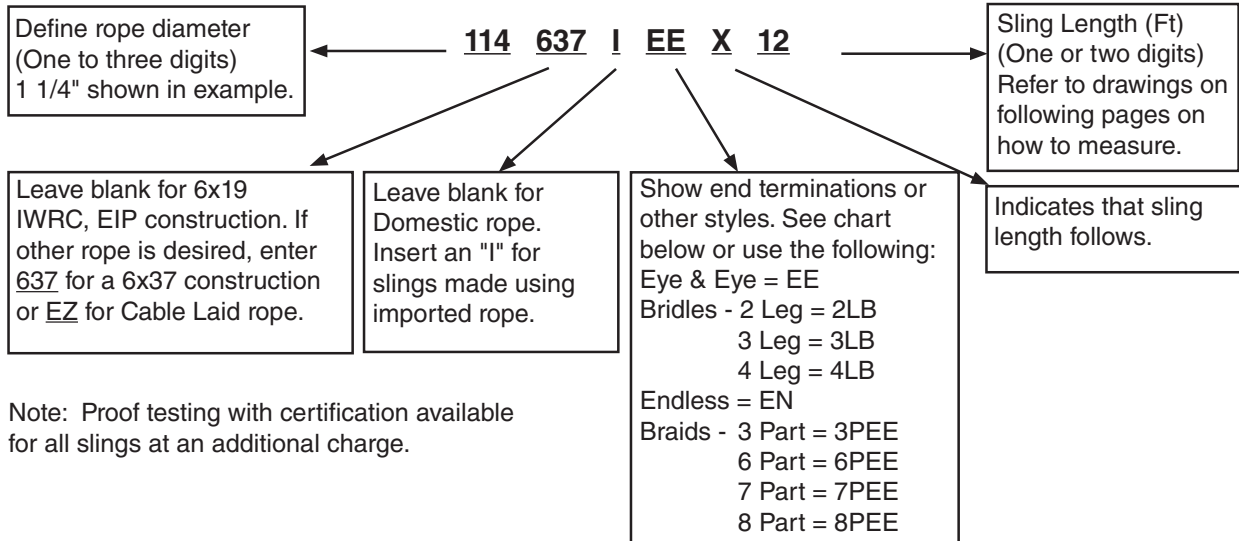 Define rope diameter
(One to three digits)
1 1/4" shown in example.
114 637 I EE X 12
Sling Length (Ft)
(One or two digits)
Refer to drawings on
following pages on
how to measure.
Leave blank for 6x19
IWRC, EIP construction. If
other rope is desired, enter
637 for a 6x37 construction
or EZ for Cable Laid rope.
Leave blank for
Domestic rope.
Insert an "I" for
slings made using
imported rope.
Show end terminations or
other styles. See chart
below or use the following:
Eye & Eye = EE
Bridles - 2 Leg = 2LB
3 Leg = 3LB
4 Leg = 4LB
Endless = EN
Braids - 3 Part = 3PEE
6 Part = 6PEE
7 Part = 7PEE
8 Part = 8PEE
Indicates that sling
length follows.
Note: Proof testing with certification available
for all slings at an additional charge.